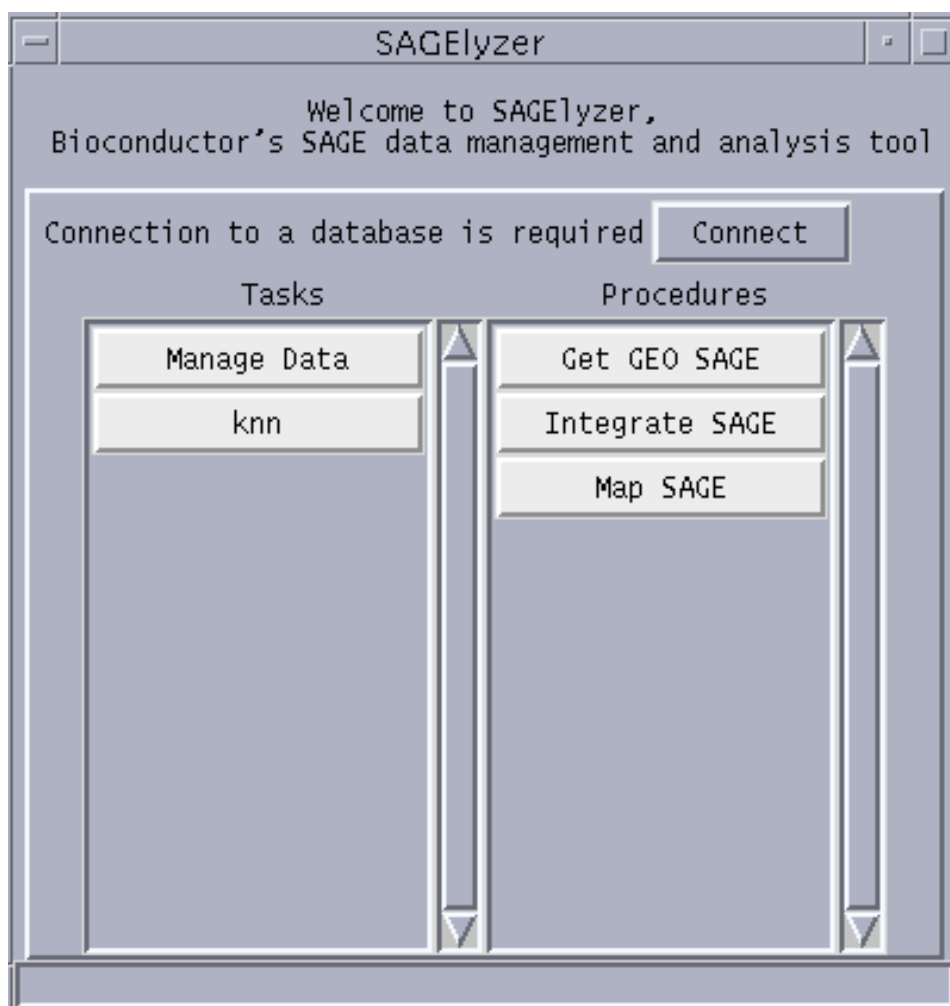 SAGElyzer
Welcome to SAGElyzer,
Bioconductor's SAGE data management and analysis tool
Connection to a database is required Connect
Tasks Procedures
Manage Data Get GEO SAGE
knn Integrate SAGE
Map SAGE